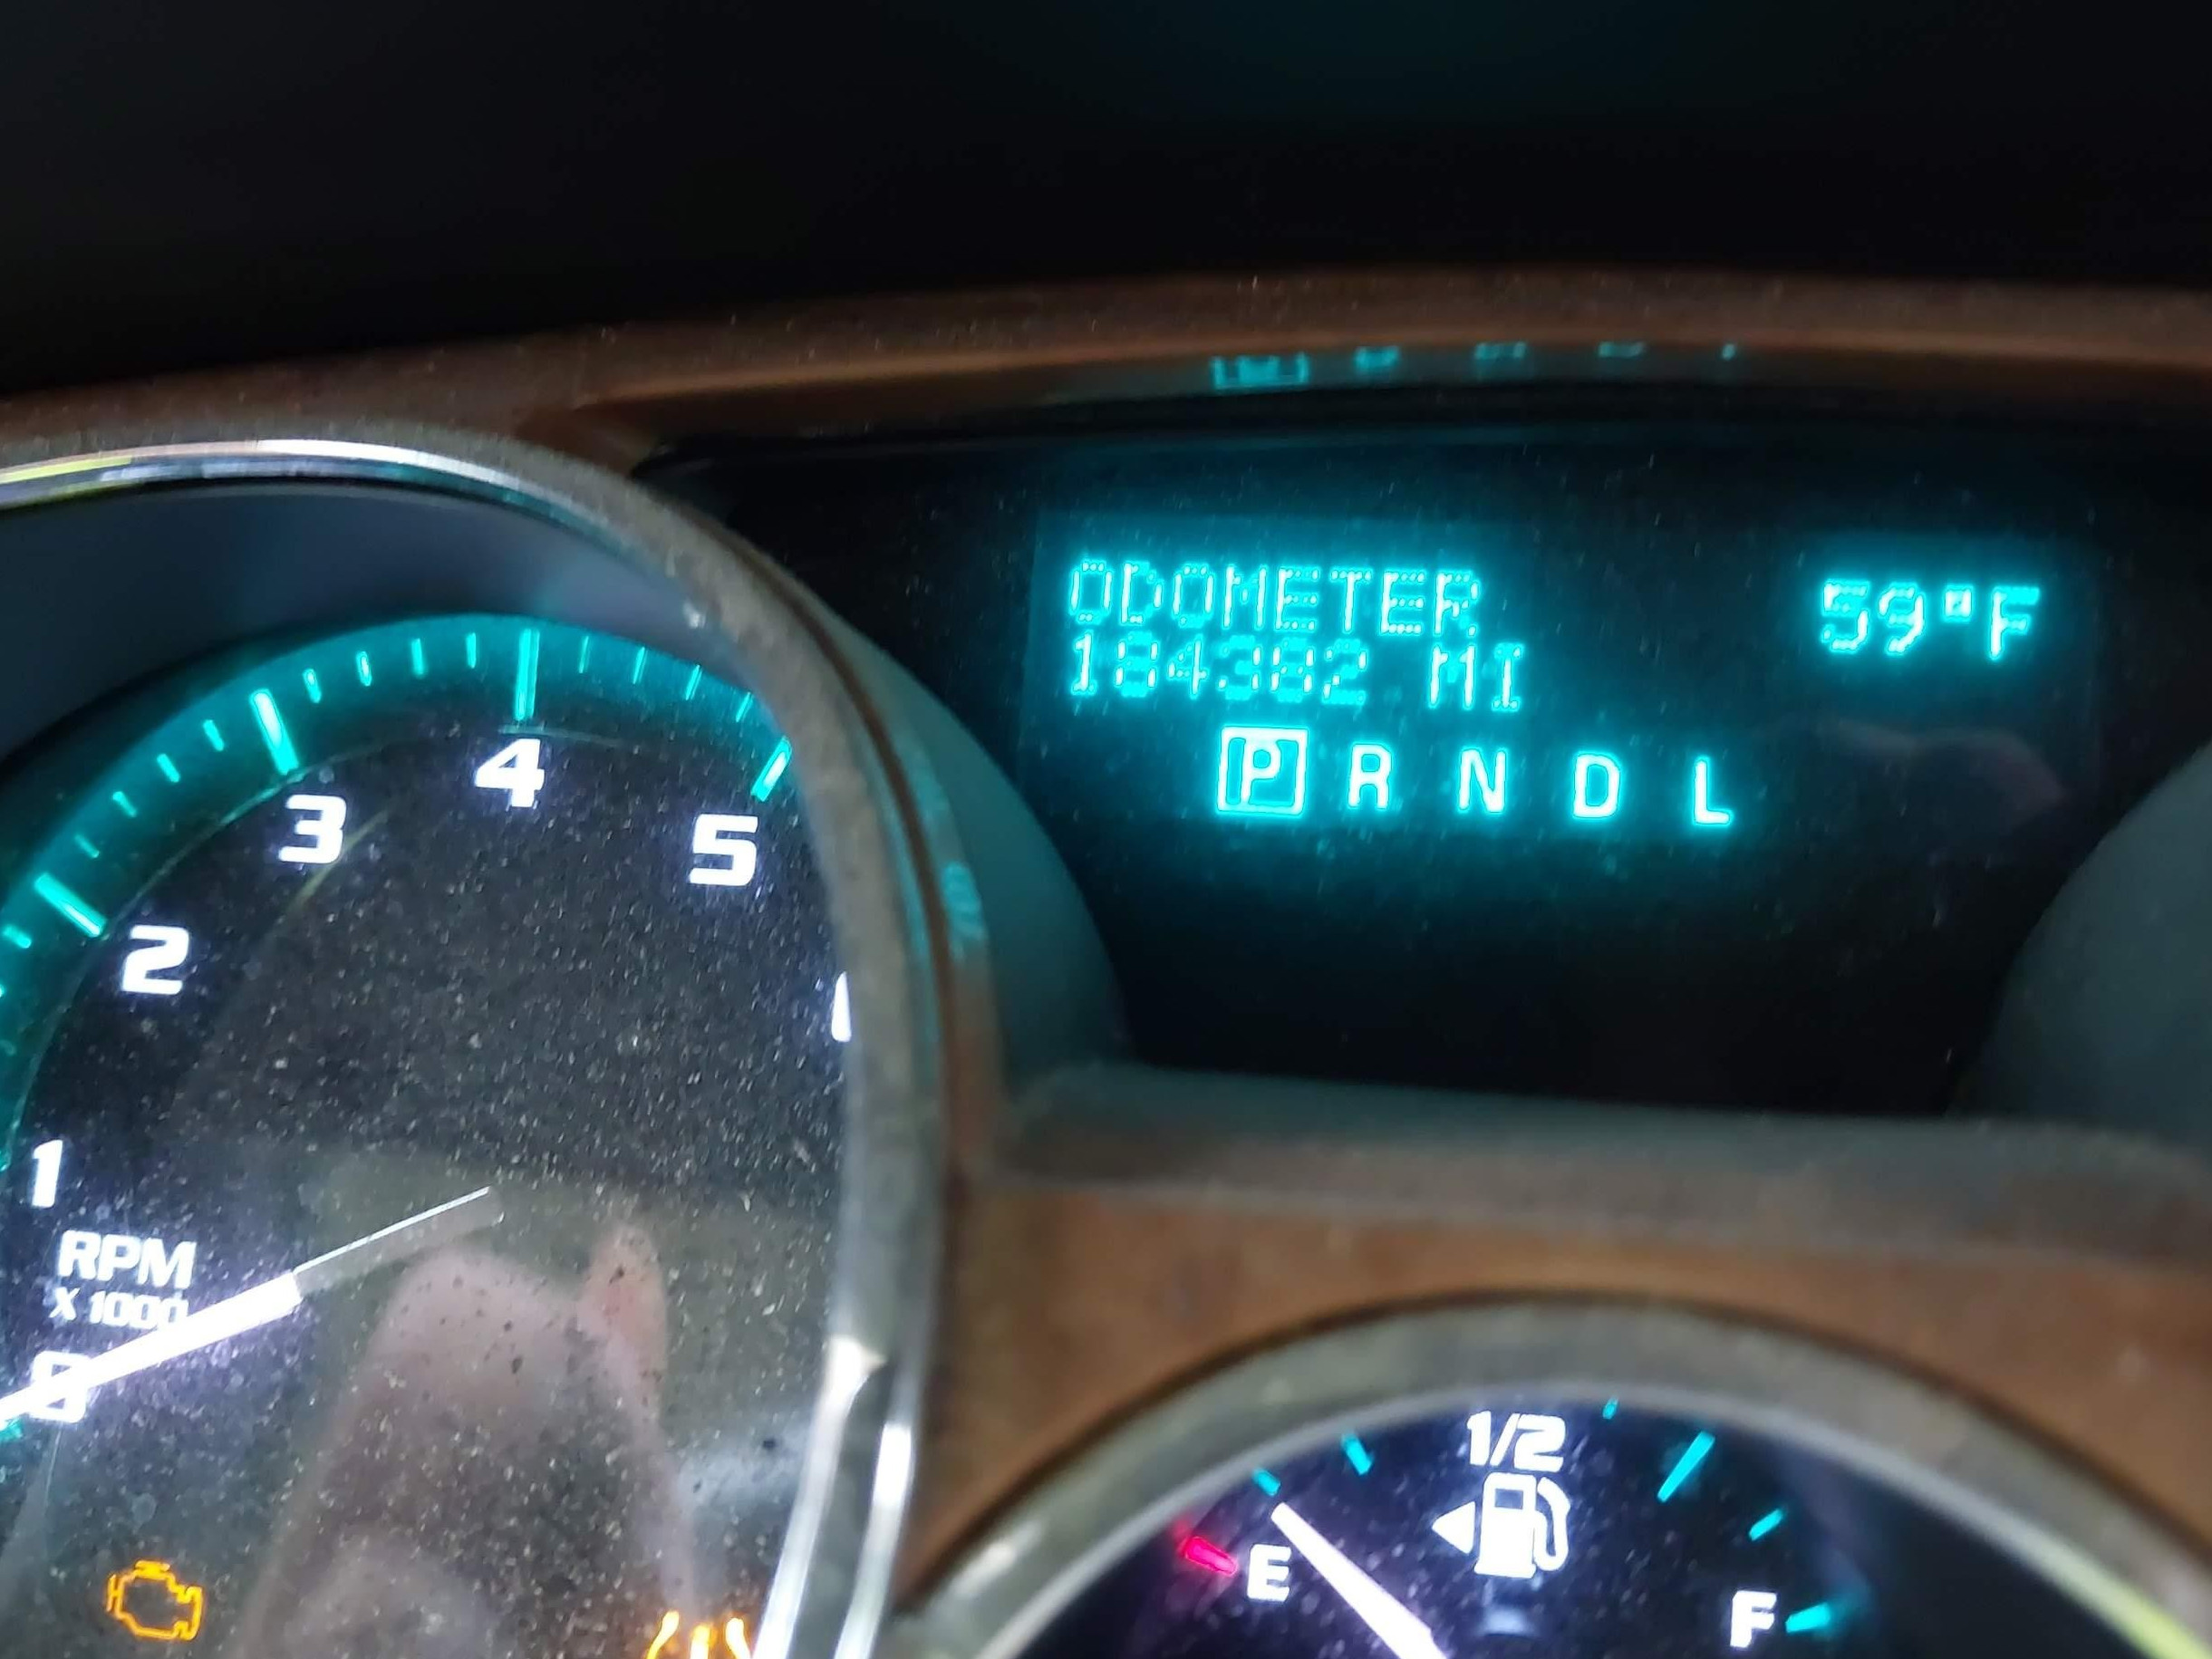 ODOMETER
184382 MI
59°F
P R N D L
1
2
3
4
5
RPM
X 1000
0
1/2
E
F